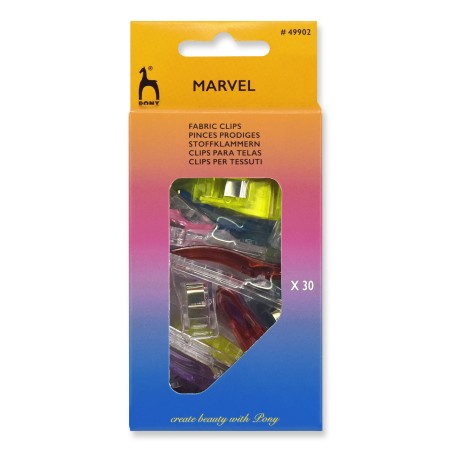 # 49902
PONY
MARVEL
FABRIC CLIPS
PINCES PRODIGES
STOFFKLAMMERN
CLIPS PARA TELAS
CLIPS PER TESSUTI
X 30
create beauty with Pony